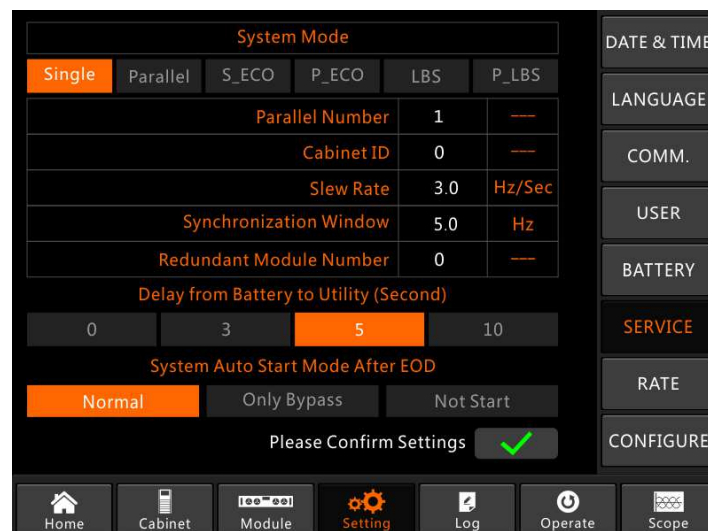 System Mode
Single Parallel S_ECO P_ECO LBS P_LBS
Parallel Number 1 ---
Cabinet ID 0 ---
Slew Rate 3.0 Hz/Sec
Synchronization Window 5.0 Hz
Redundant Module Number 0 ---
Delay from Battery to Utility (Second)
0 3 5 10
System Auto Start Mode After EOD
Normal Only Bypass Not Start
Please Confirm Settings
DATE & TIME
LANGUAGE
COMM.
USER
BATTERY
SERVICE
RATE
CONFIGURE
Home Cabinet Module Setting Log Operate Scope